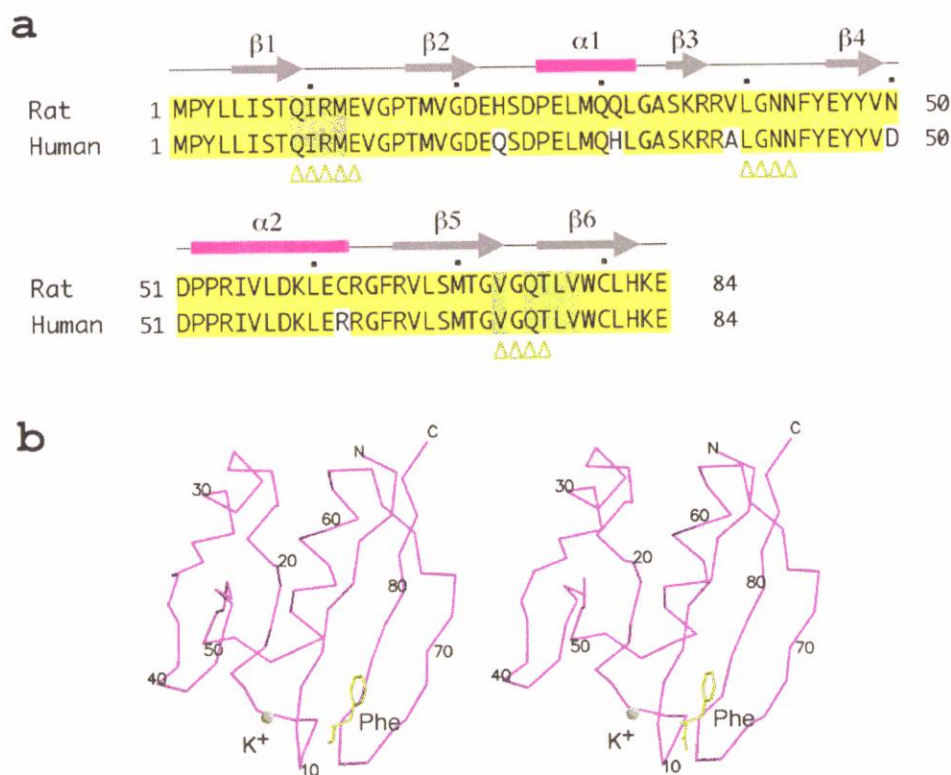 a
β1 β2 α1 β3 β4
Rat 1 MPYLLISTQIRMEVGPTMVGDEHSDPELMQQLGASKRRVLGNNFYEYYVN 50
Human 1 MPYLLISTQIRMEVGPTMVGDEQSDPELMQHLGASKRRALGNNFYEYYVD 50
α2 β5 β6
Rat 51 DPPRIVLDKLECRGFRVLSMTGVGQTLVWCLHKE 84
Human 51 DPPRIVLDKLERRGFRVLSMTGVGQTLVWCLHKE 84
b
N C N C
30 60 30 60
20 80 20 80
50 70 50 70
40 40
K+ Phe K+ Phe
10 10